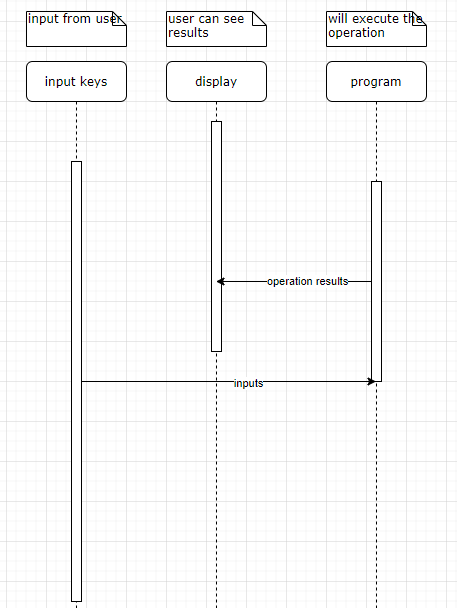 input from user
user can see
results
will execute the
operation
input keys
display
program
operation results
inputs